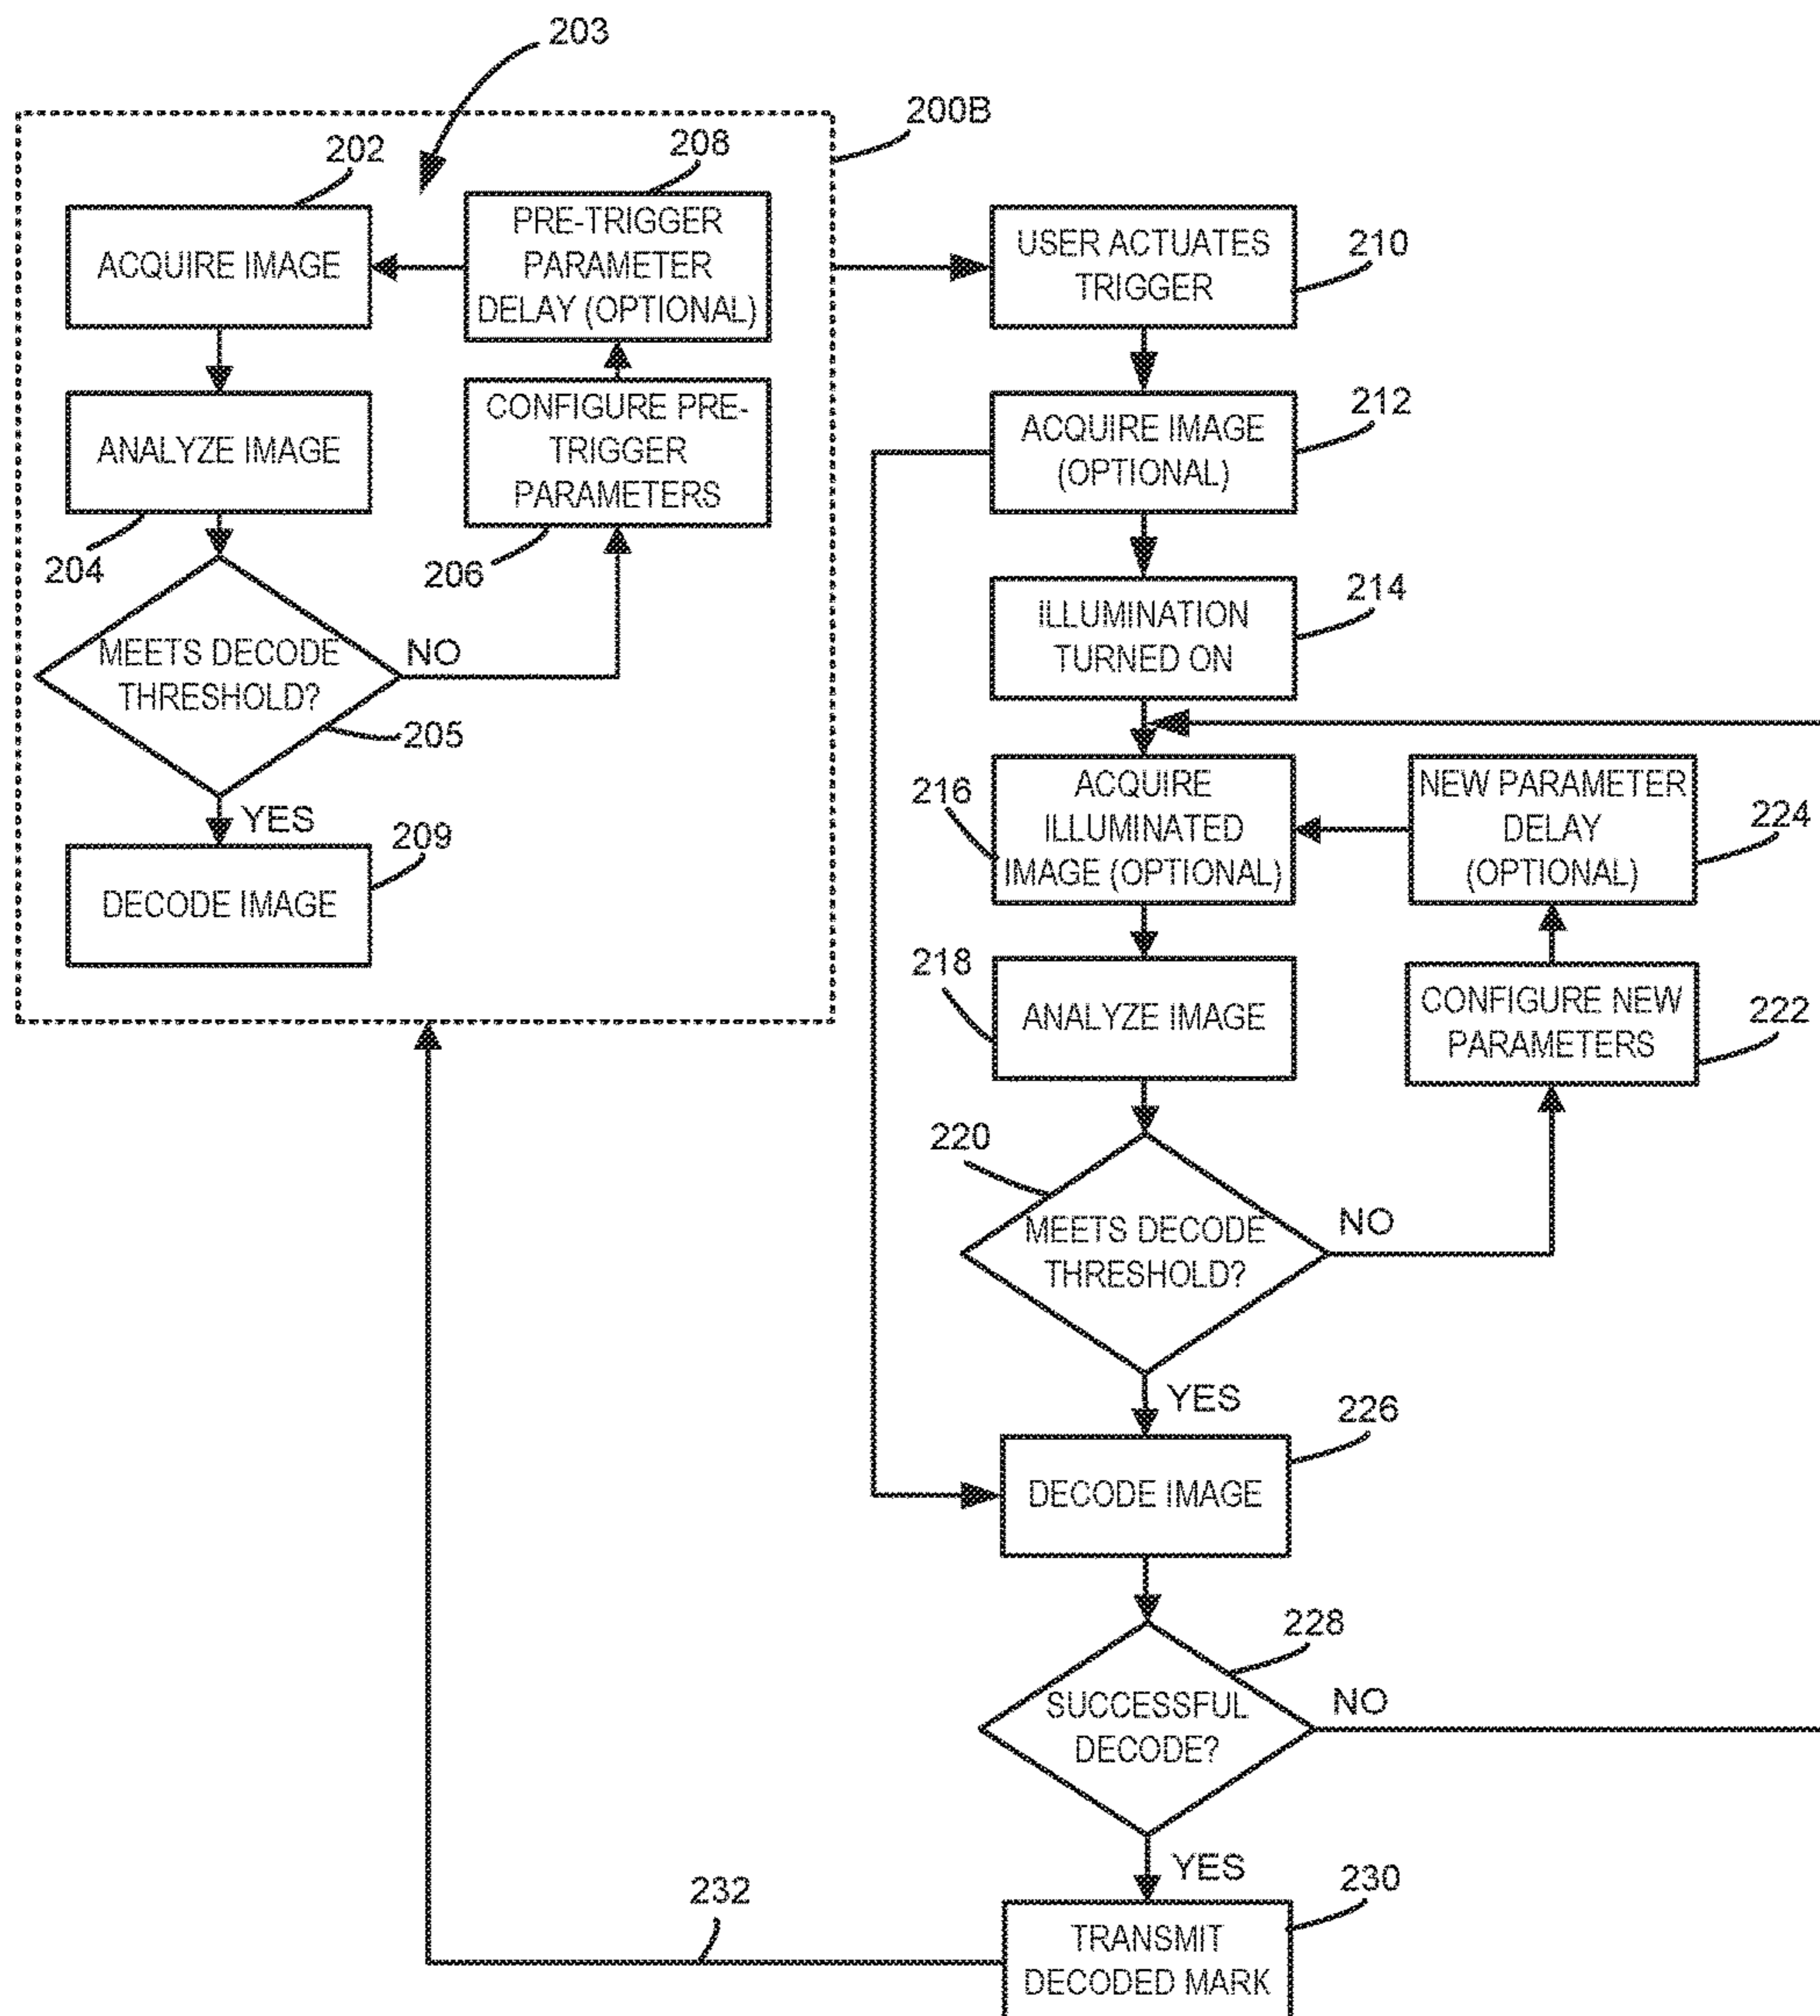 203
200B
202
208
ACQUIRE IMAGE
PRE-TRIGGER
PARAMETER
DELAY (OPTIONAL)
ANALYZE IMAGE
204
CONFIGURE PRE-
TRIGGER
PARAMETERS
206
MEETS DECODE
THRESHOLD?
NO
205
YES
209
DECODE IMAGE
USER ACTUATES
TRIGGER
210
ACQUIRE IMAGE
(OPTIONAL)
212
ILLUMINATION
TURNED ON
214
216
ACQUIRE
ILLUMINATED
IMAGE (OPTIONAL)
NEW PARAMETER
DELAY
(OPTIONAL)
224
218
ANALYZE IMAGE
CONFIGURE NEW
PARAMETERS
222
220
MEETS DECODE
THRESHOLD?
NO
YES
226
DECODE IMAGE
228
SUCCESSFUL
DECODE?
NO
YES
232
230
TRANSMIT
DECODED MARK